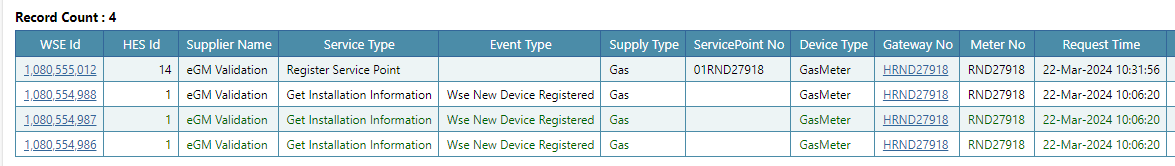 Record Count : 4
WSE Id HES Id Supplier Name Service Type Event Type Supply Type ServicePoint No Device Type Gateway No Meter No Request Time
1,080,555,012 14 eGM Validation Register Service Point Gas 01RND27918 GasMeter HRND27918 RND27918 22-Mar-2024 10:31:56
1,080,554,988 1 eGM Validation Get Installation Information Wse New Device Registered Gas GasMeter HRND27918 RND27918 22-Mar-2024 10:06:20
1,080,554,987 1 eGM Validation Get Installation Information Wse New Device Registered Gas GasMeter HRND27918 RND27918 22-Mar-2024 10:06:20
1,080,554,986 1 eGM Validation Get Installation Information Wse New Device Registered Gas GasMeter HRND27918 RND27918 22-Mar-2024 10:06:20